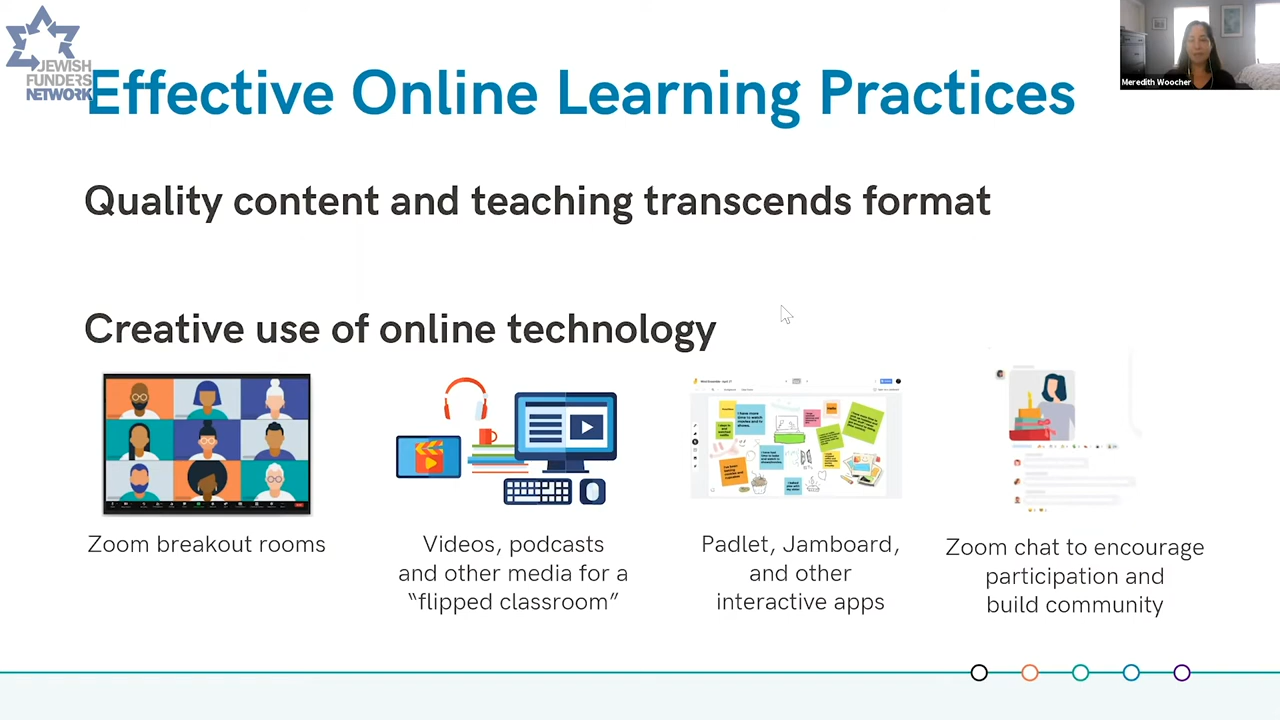 JEWISH
FUNDERS
NETWORK
Effective Online Learning Practices
Meredith Woocher
Quality content and teaching transcends format
Creative use of online technology
Zoom breakout rooms
Videos, podcasts
and other media for a
“flipped classroom”
Padlet, Jamboard,
and other
interactive apps
Zoom chat to encourage
participation and
build community